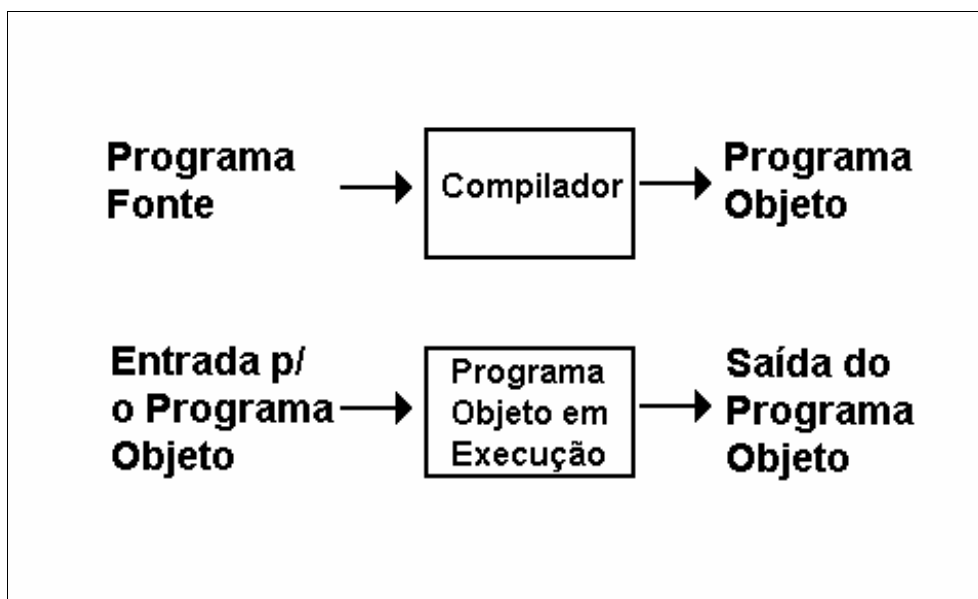 Programa
Fonte
Compilador
Programa
Objeto
Entrada p/
o Programa
Objeto
Programa
Objeto em
Execução
Saída do
Programa
Objeto